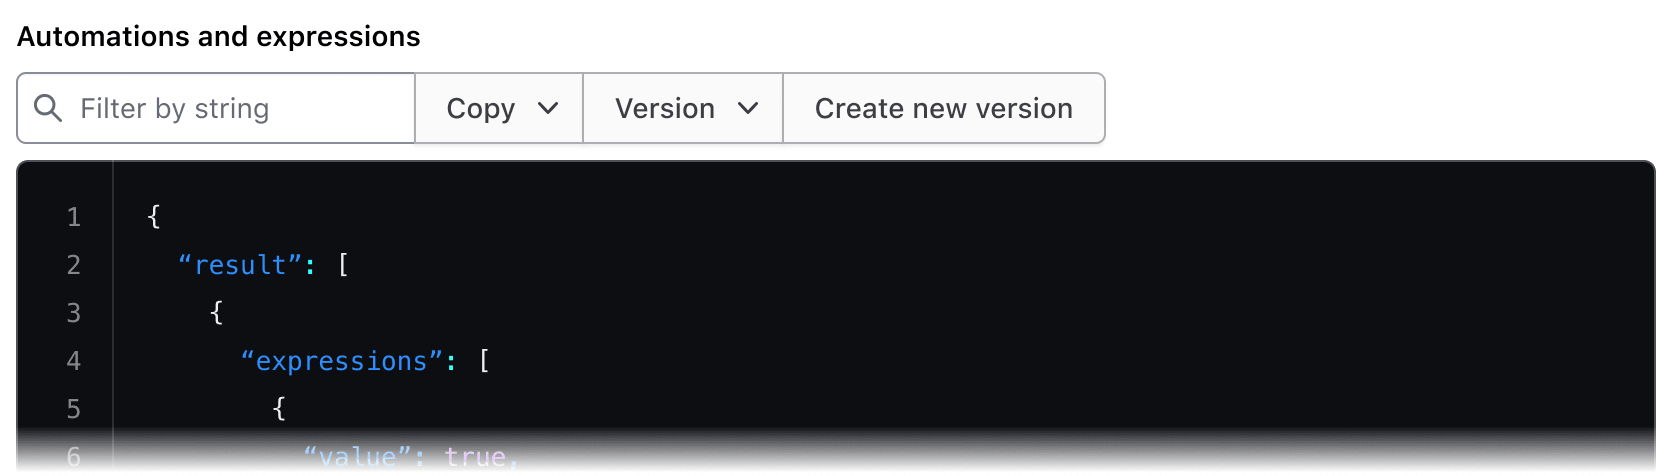 Automations and expressions
Filter by string Copy Version Create new version
1 {
2 “result”: [
3 {
4 “expressions”: [
5 {
6 “value”: true,